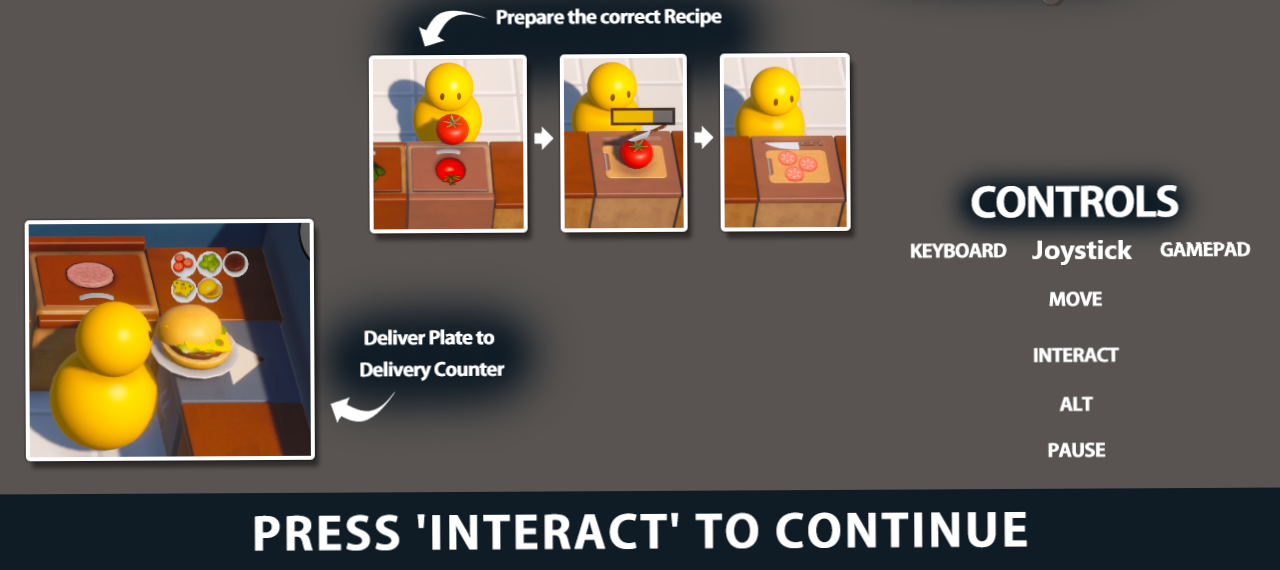 Prepare the correct Recipe
CONTROLS
KEYBOARD Joystick GAMEPAD
MOVE
INTERACT
ALT
PAUSE
Deliver Plate to
Delivery Counter
PRESS 'INTERACT' TO CONTINUE